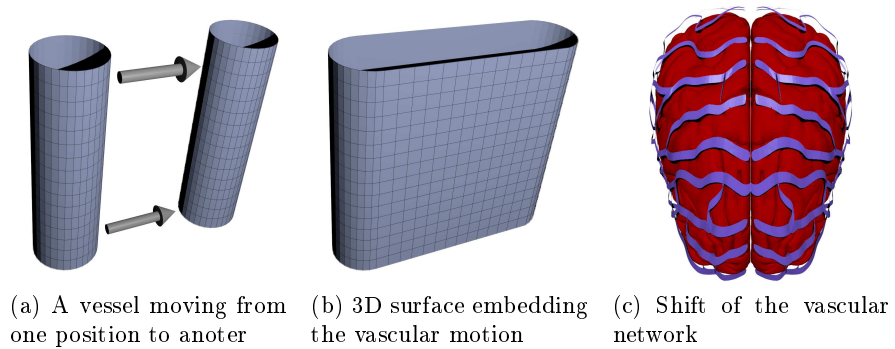 (a) A vessel moving from
one position to anoter
(b) 3D surface embedding
the vascular motion
(c) Shift of the vascular
network